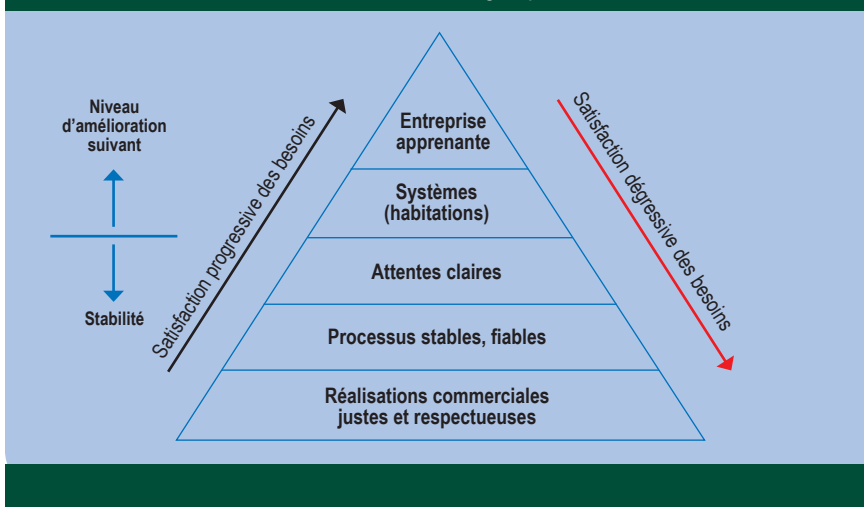 Niveau
d'amélioration
suivant
Stabilité
Satisfaction progressive des besoins
Entreprise
apprenante
Systèmes
(habitations)
Attentes claires
Processus stables, fiables
Réalisations commerciales
justes et respectueuses
Satisfaction dégressive des besoins